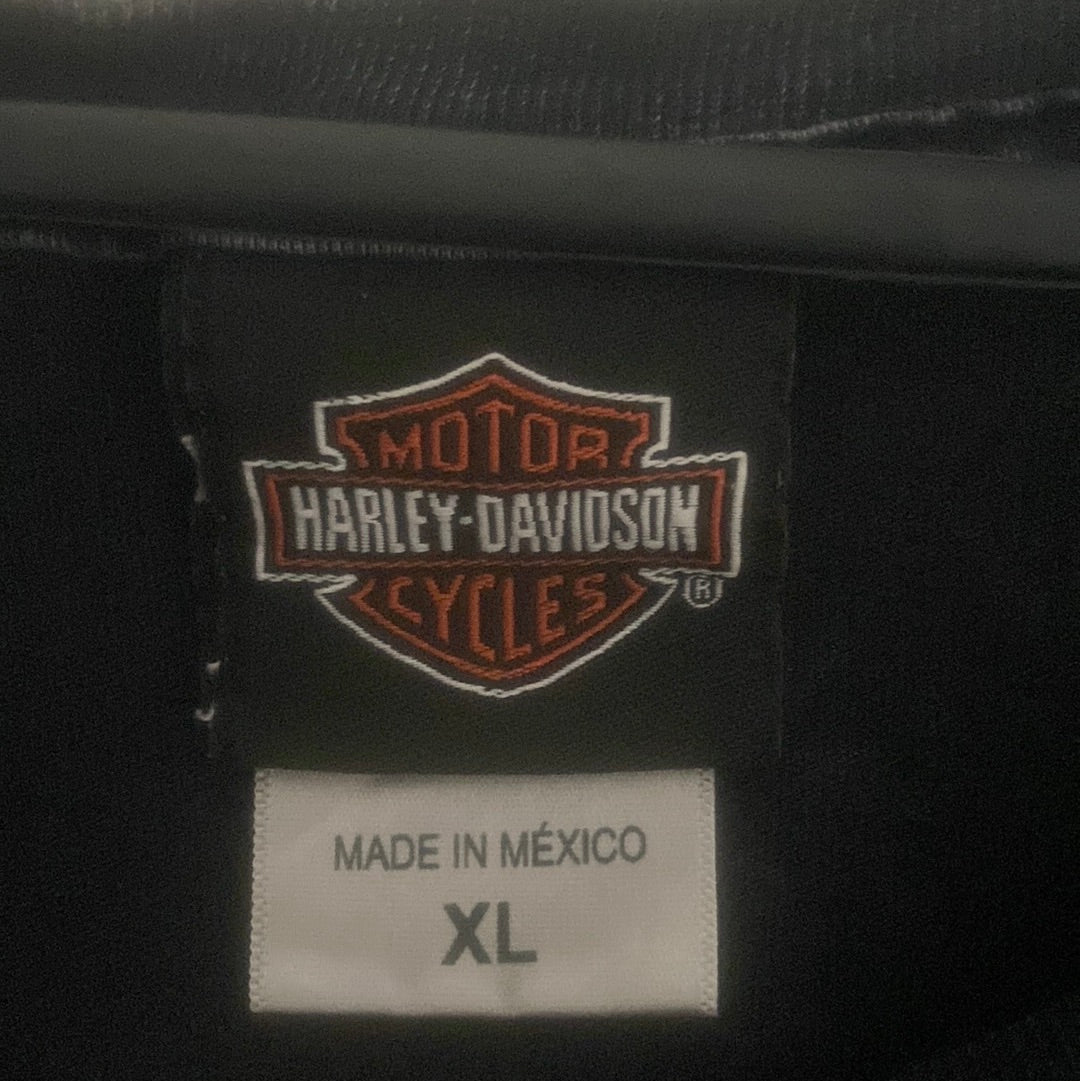 MOTOR
HARLEY-DAVIDSON
CYCLES
®
MADE IN MÉXICO
XL